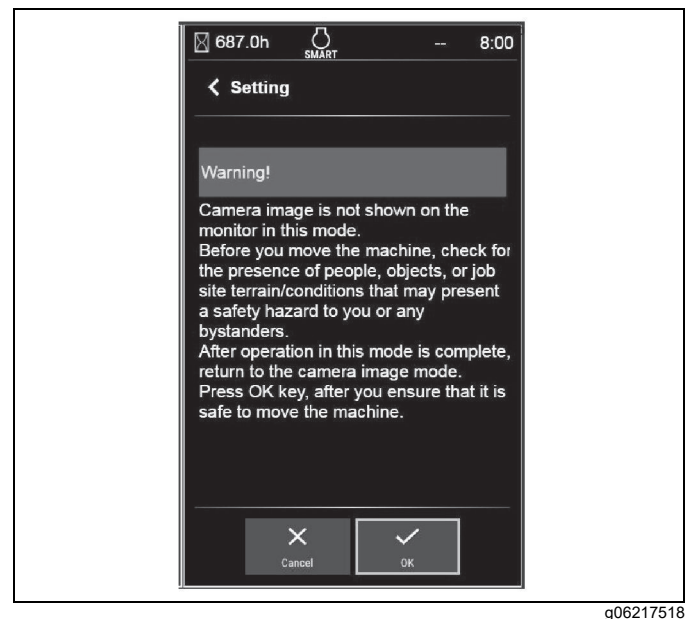 687.0h SMART -- 8:00
Setting
Warning!
Camera image is not shown on the
monitor in this mode.
Before you move the machine, check for
the presence of people, objects, or job
site terrain/conditions that may present
a safety hazard to you or any
bystanders.
After operation in this mode is complete,
return to the camera image mode.
Press OK key, after you ensure that it is
safe to move the machine.
Cancel OK
g06217518